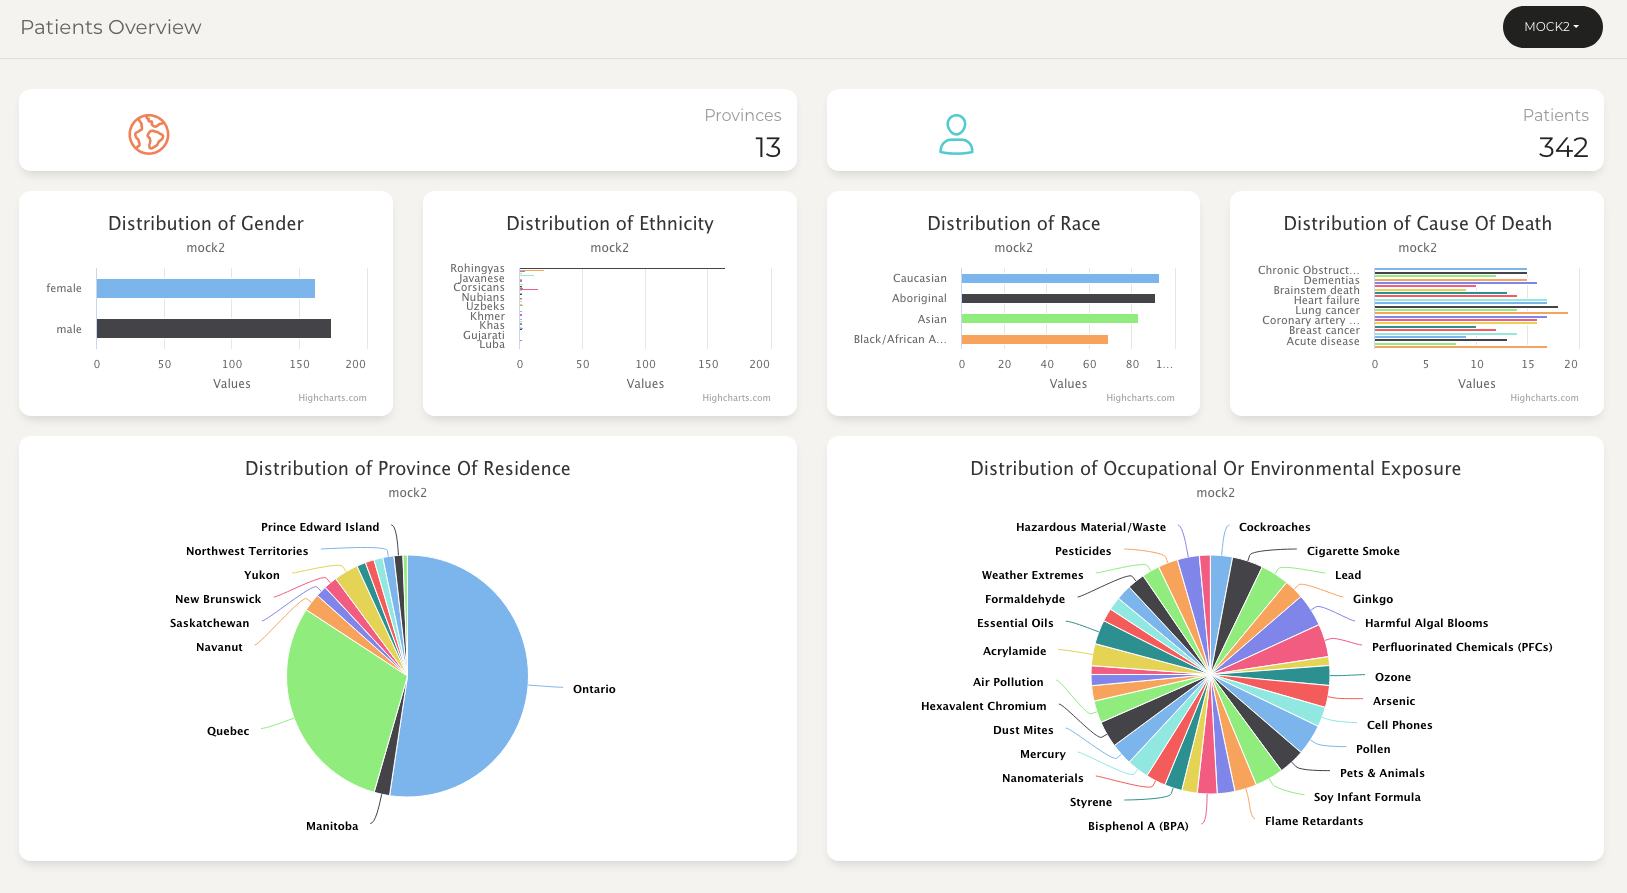 Patients Overview
MOCK2
Provinces
13
Patients
342
Distribution of Gender
mock2
female
male
0 50 100 150 200
Values
Highcharts.com
Distribution of Ethnicity
mock2
Rohingyas
Javanese
Corsicans
Nubians
Uzbeks
Khmer
Khas
Gujarati
Luba
0 50 100 150 200
Values
Highcharts.com
Distribution of Race
mock2
Caucasian
Aboriginal
Asian
Black/African A...
0 20 40 60 80 1...
Values
Highcharts.com
Distribution of Cause Of Death
mock2
Chronic Obstruct...
Dementias
Brainstem death
Heart failure
Lung cancer
Coronary artery ...
Breast cancer
Acute disease
0 5 10 15 20
Values
Highcharts.com
Distribution of Province Of Residence
mock2
Prince Edward Island
Northwest Territories
Yukon
New Brunswick
Saskatchewan
Navanut
Ontario
Quebec
Manitoba
Distribution of Occupational Or Environmental Exposure
mock2
Hazardous Material/Waste
Cockroaches
Pesticides
Cigarette Smoke
Weather Extremes
Lead
Formaldehyde
Ginkgo
Essential Oils
Harmful Algal Blooms
Acrylamide
Perfluorinated Chemicals (PFCs)
Air Pollution
Ozone
Hexavalent Chromium
Arsenic
Dust Mites
Cell Phones
Mercury
Pollen
Nanomaterials
Pets & Animals
Styrene
Soy Infant Formula
Bisphenol A (BPA)
Flame Retardants